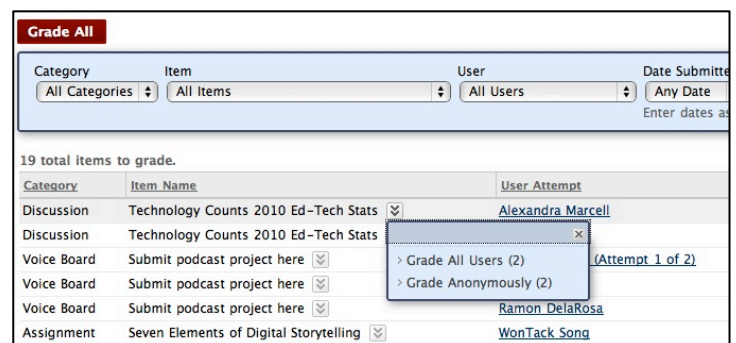 Grade All
Category Item User Date Submitte
All Categories All Items All Users Any Date
Enter dates as
19 total items to grade.
Category Item Name User Attempt
Discussion Technology Counts 2010 Ed-Tech Stats Alexandra Marcell
Discussion Technology Counts 2010 Ed-Tech Stats
Voice Board Submit podcast project here > Grade All Users (2) (Attempt 1 of 2)
Voice Board Submit podcast project here > Grade Anonymously (2)
Voice Board Submit podcast project here Ramon DelaRosa
Assignment Seven Elements of Digital Storytelling WonTack Song